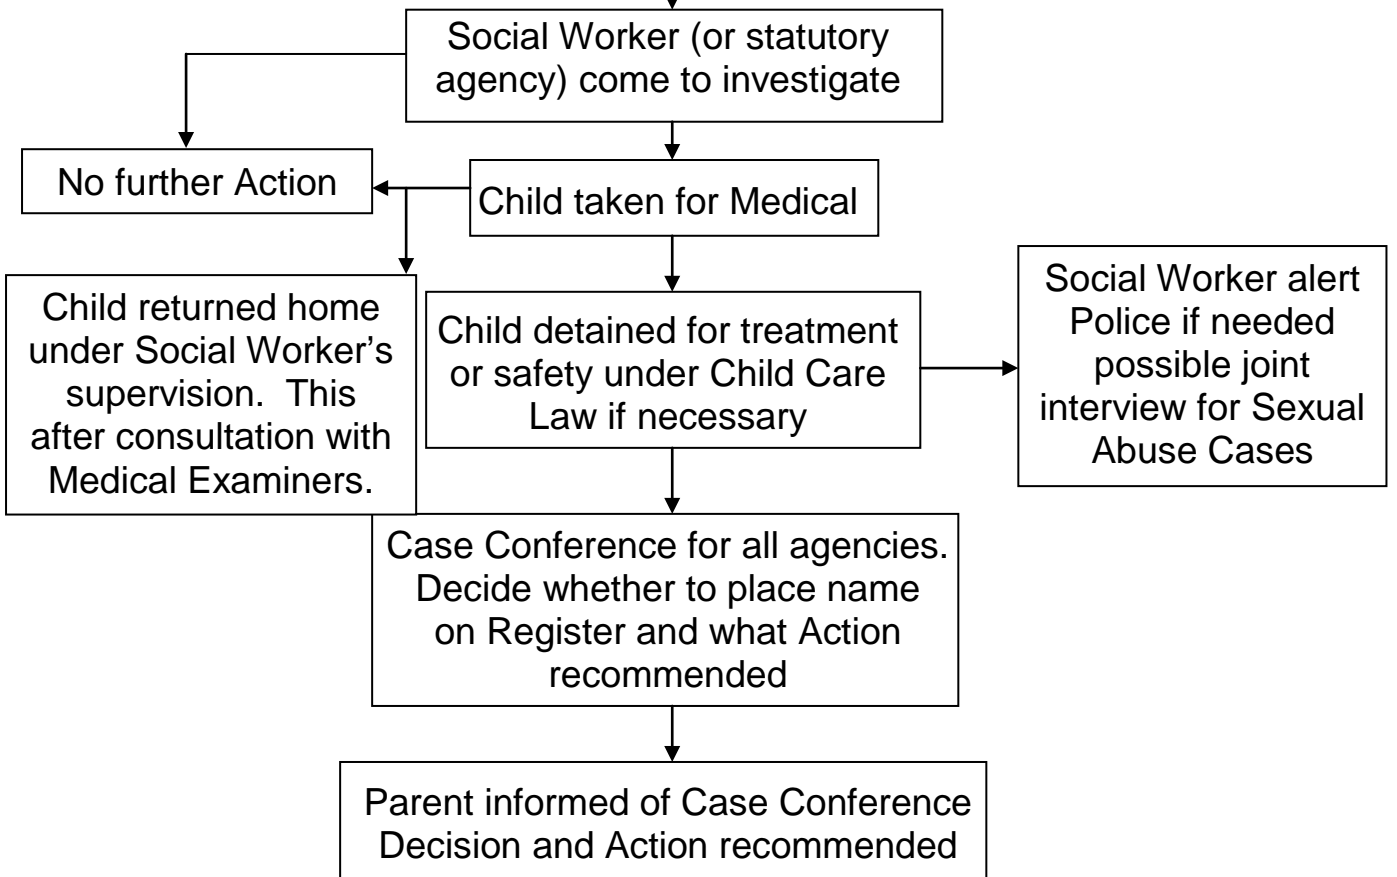 Social Worker (or statutory
agency) come to investigate
No further Action
Child taken for Medical
Child returned home
under Social Worker’s
supervision. This
after consultation with
Medical Examiners.
Child detained for treatment
or safety under Child Care
Law if necessary
Social Worker alert
Police if needed
possible joint
interview for Sexual
Abuse Cases
Case Conference for all agencies.
Decide whether to place name
on Register and what Action
recommended
Parent informed of Case Conference
Decision and Action recommended